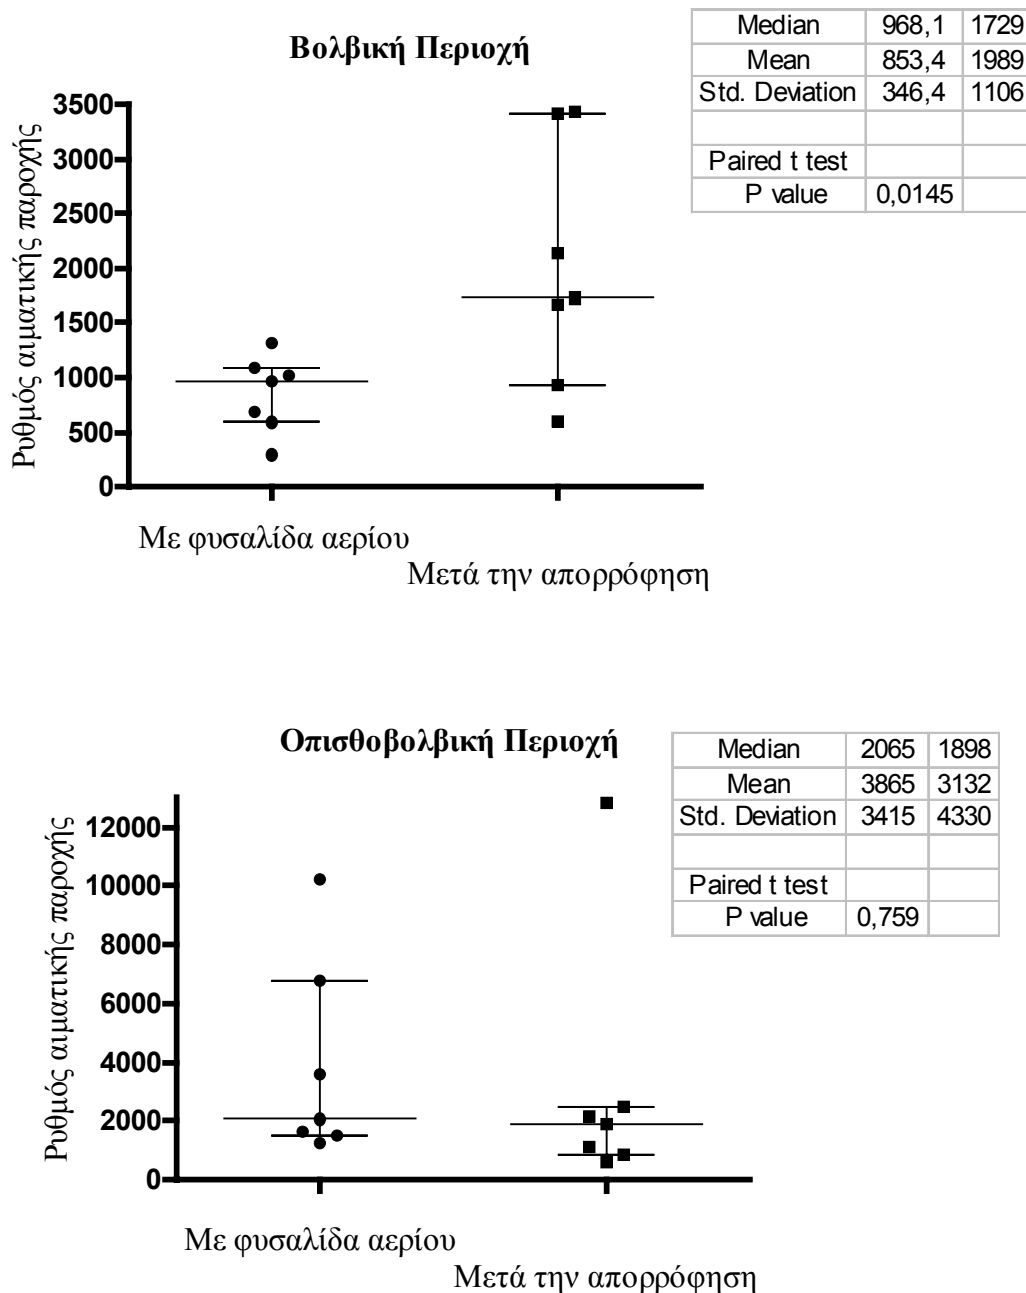 Βολβική Περιοχή
Median 968,1 1729
Mean 853,4 1989
Std. Deviation 346,4 1106
Paired t test
P value 0,0145
Ρυθμός αιματικής παροχής
3500
3000
2500
2000
1500
1000
500
0
Με φυσαλίδα αερίου
Μετά την απορρόφηση
Οπισθοβολβική Περιοχή
Median 2065 1898
Mean 3865 3132
Std. Deviation 3415 4330
Paired t test
P value 0,759
Ρυθμός αιματικής παροχής
12000
10000
8000
6000
4000
2000
0
Με φυσαλίδα αερίου
Μετά την απορρόφηση